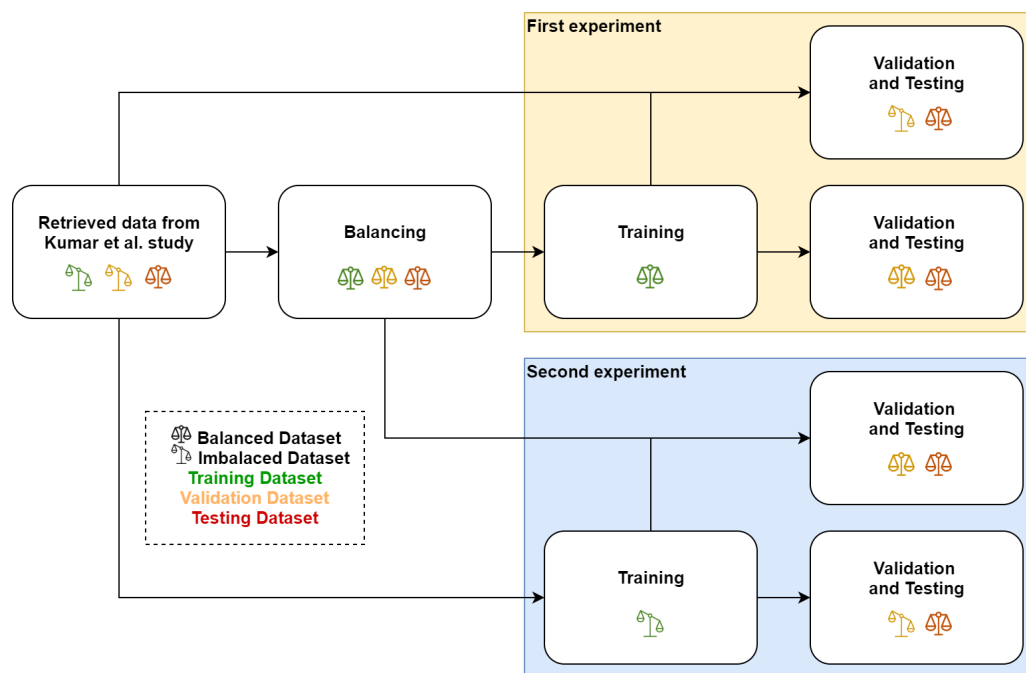 First experiment
Validation
and Testing
Retrieved data from
Kumar et al. study
Balancing
Training
Validation
and Testing
Second experiment
Validation
and Testing
Balanced Dataset
Imbalaced Dataset
Training Dataset
Validation Dataset
Testing Dataset
Training
Validation
and Testing